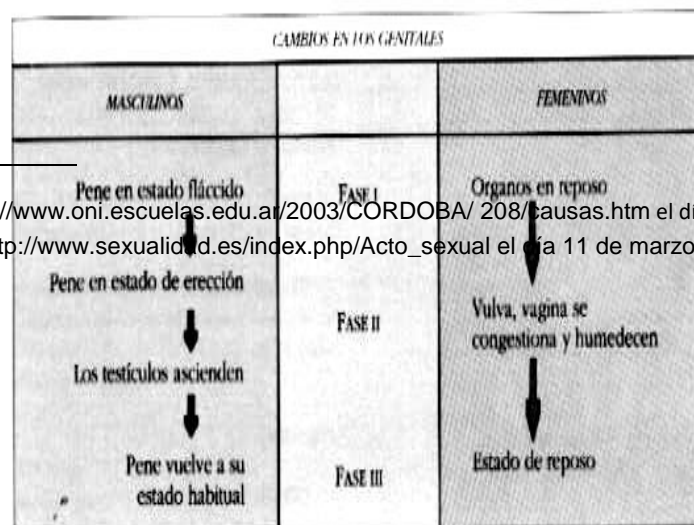 CAMBIOS EN LOS GENITALES
MASCULINOS
FEMENINOS
Pene en estado fláccido
FASE I
Organos en reposo
//www.oni.escuelas.edu.ar/2003/CORDOBA/ 208/causas.htm el dí
tp://www.sexualidad.es/index.php/Acto_sexual el día 11 de marzo
Pene en estado de erección
FASE II
Vulva, vagina se
congestiona y humedecen
Los testículos ascienden
Pene vuelve a su
estado habitual
FASE III
Estado de reposo